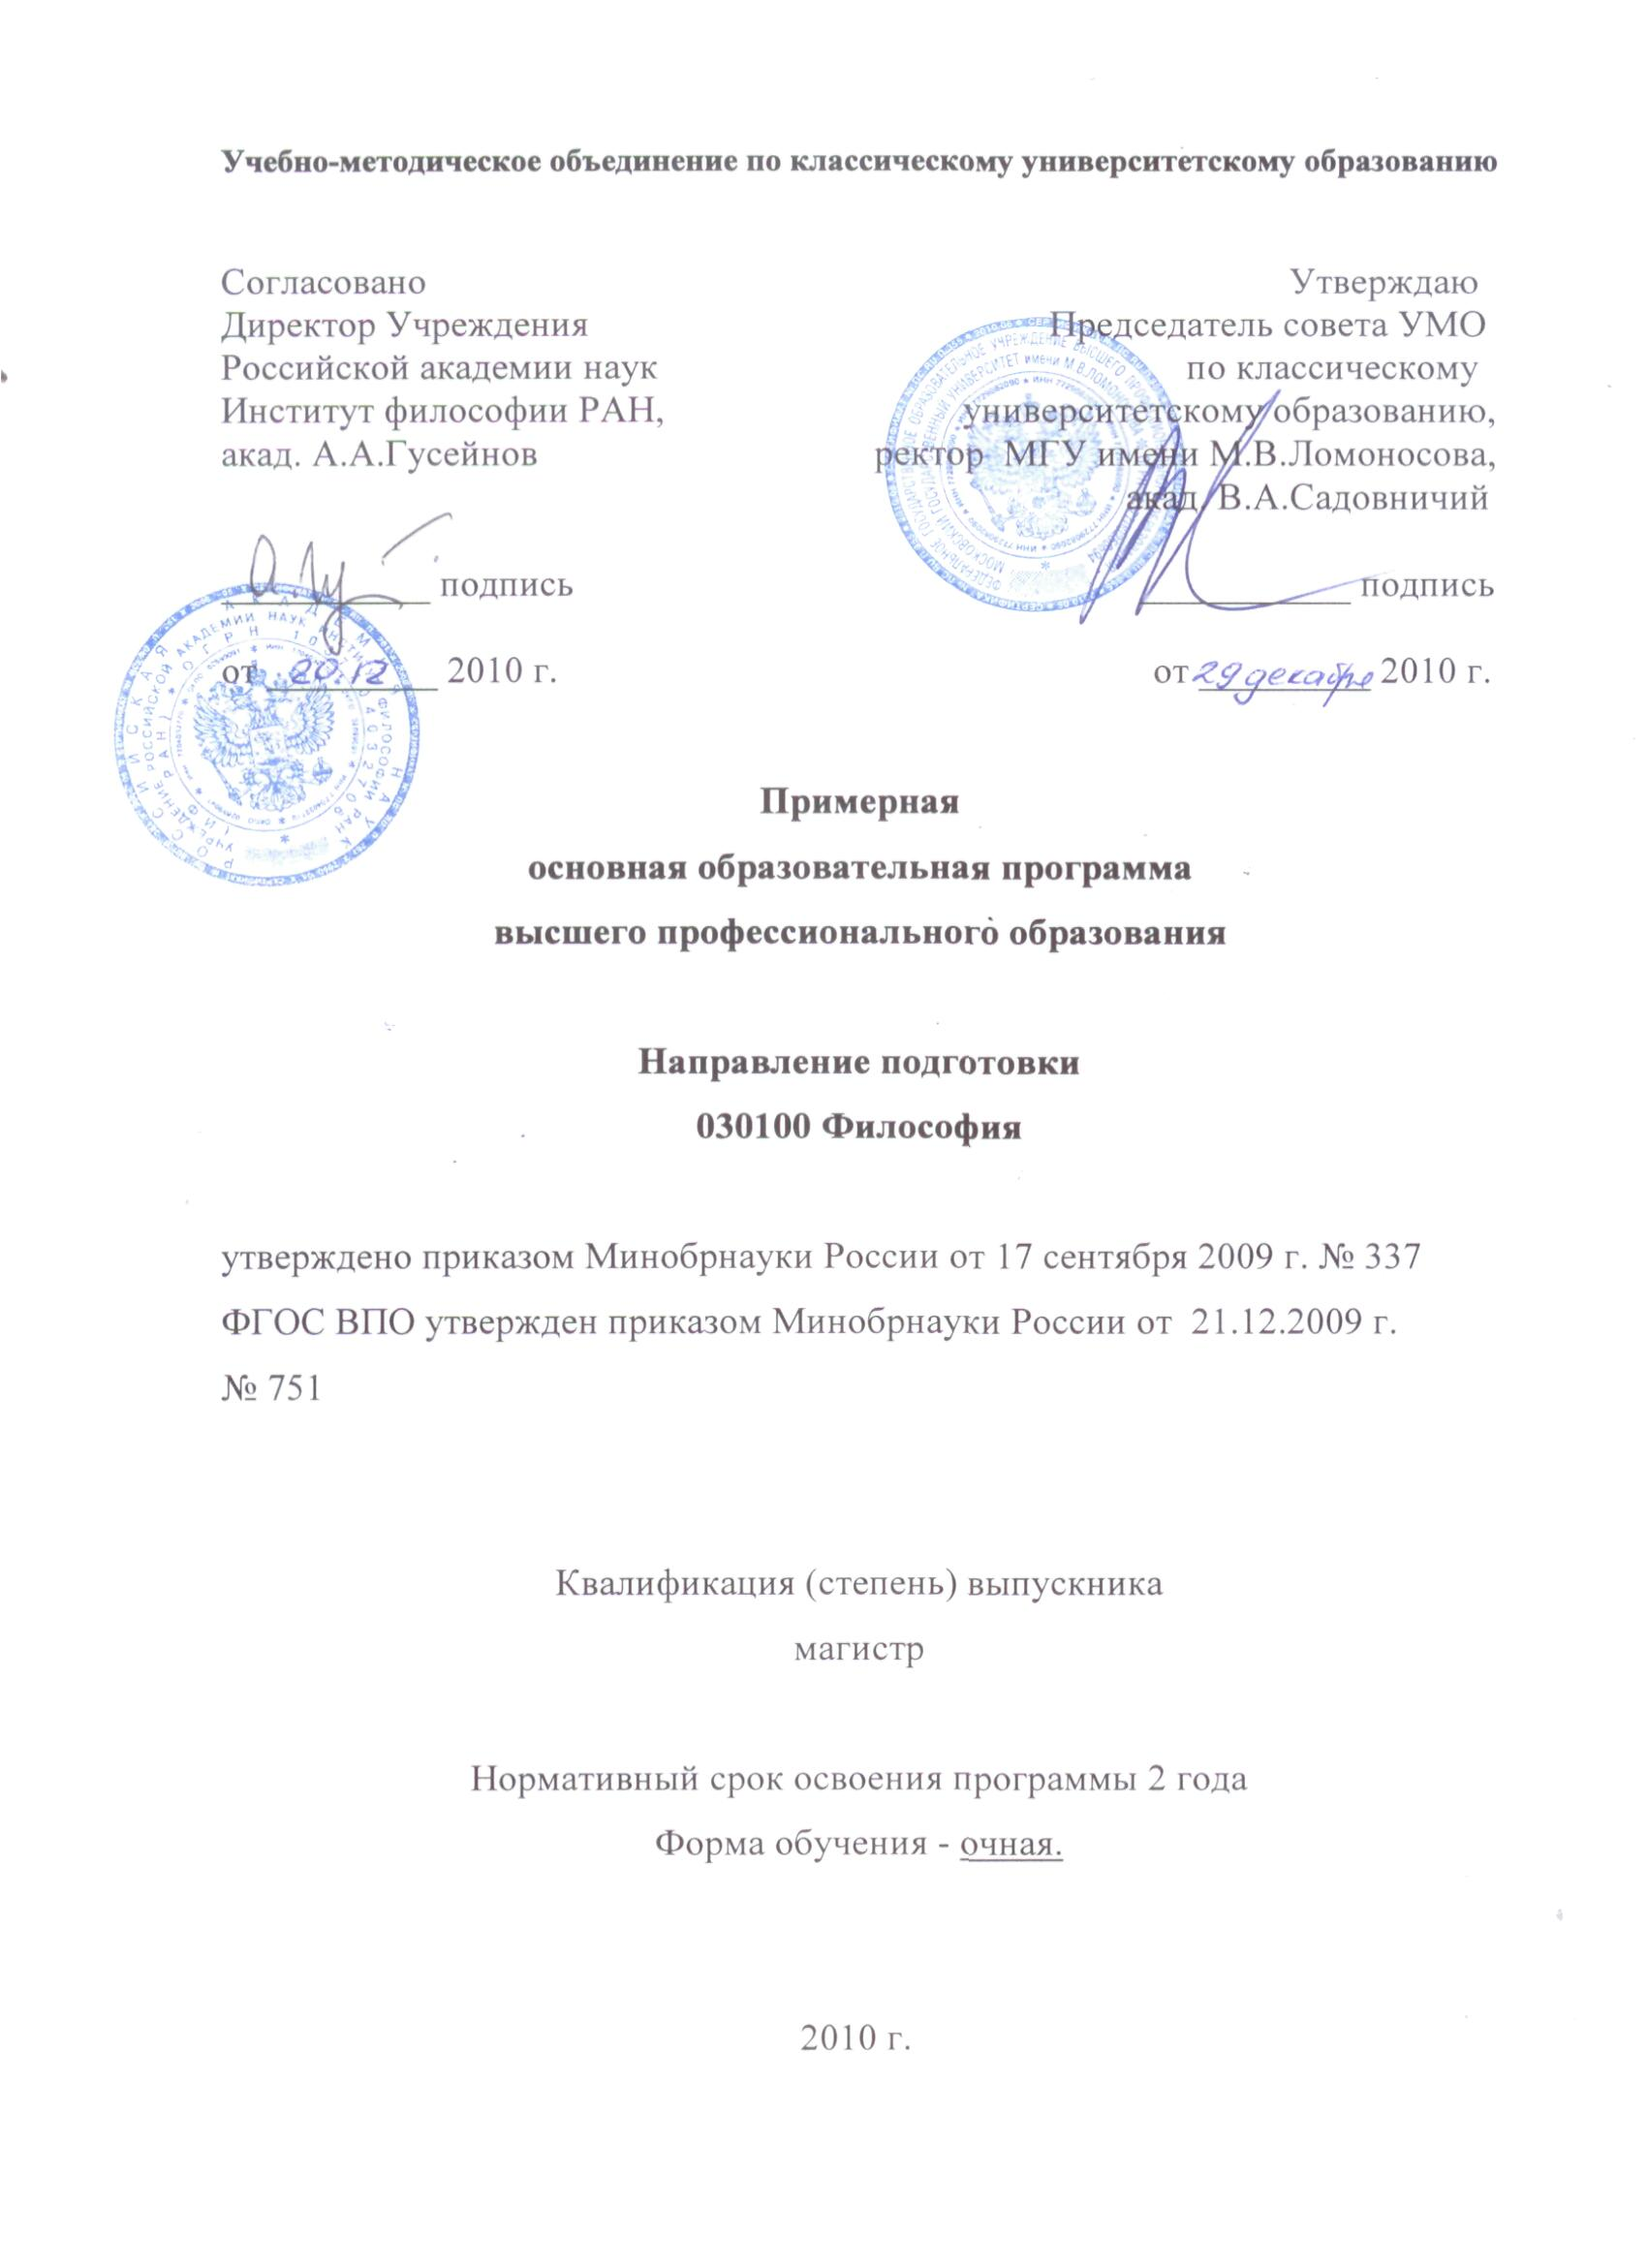 Учебно-методическое объединение по классическому университетскому образованию
Согласовано
Директор Учреждения
Российской академии наук
Институт философии РАН,
акад. А.А.Гусейнов
подпись
от 20.12 2010 г.
Утверждаю
Председатель совета УМО
по классическому
университетскому образованию,
ректор МГУ имени М.В.Ломоносова,
акад. В.А.Садовничий
подпись
от 29 декабря 2010 г.
Примерная
основная образовательная программа
высшего профессионального образования
Направление подготовки
030100 Философия
утверждено приказом Минобрнауки России от 17 сентября 2009 г. № 337
ФГОС ВПО утвержден приказом Минобрнауки России от 21.12.2009 г.
№ 751
Квалификация (степень) выпускника
магистр
Нормативный срок освоения программы 2 года
Форма обучения - очная.
2010 г.